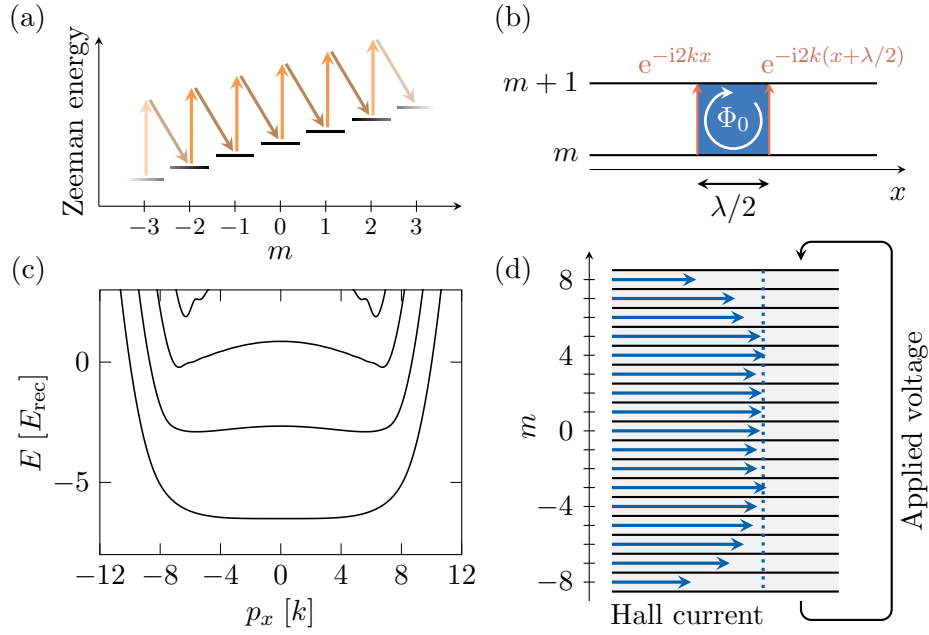 (a)
Zeeman energy
−3 −2 −1 0 1 2 3
m
(b)
e^{−i2kx} e^{−i2k(x+λ/2)}
m + 1
Φ₀
m
x
λ/2
(c)
E [E_rec]
0
−5
−12 −8 −4 0 4 8 12
p_x [k]
(d)
m
8
4
0
−4
−8
Hall current
Applied voltage